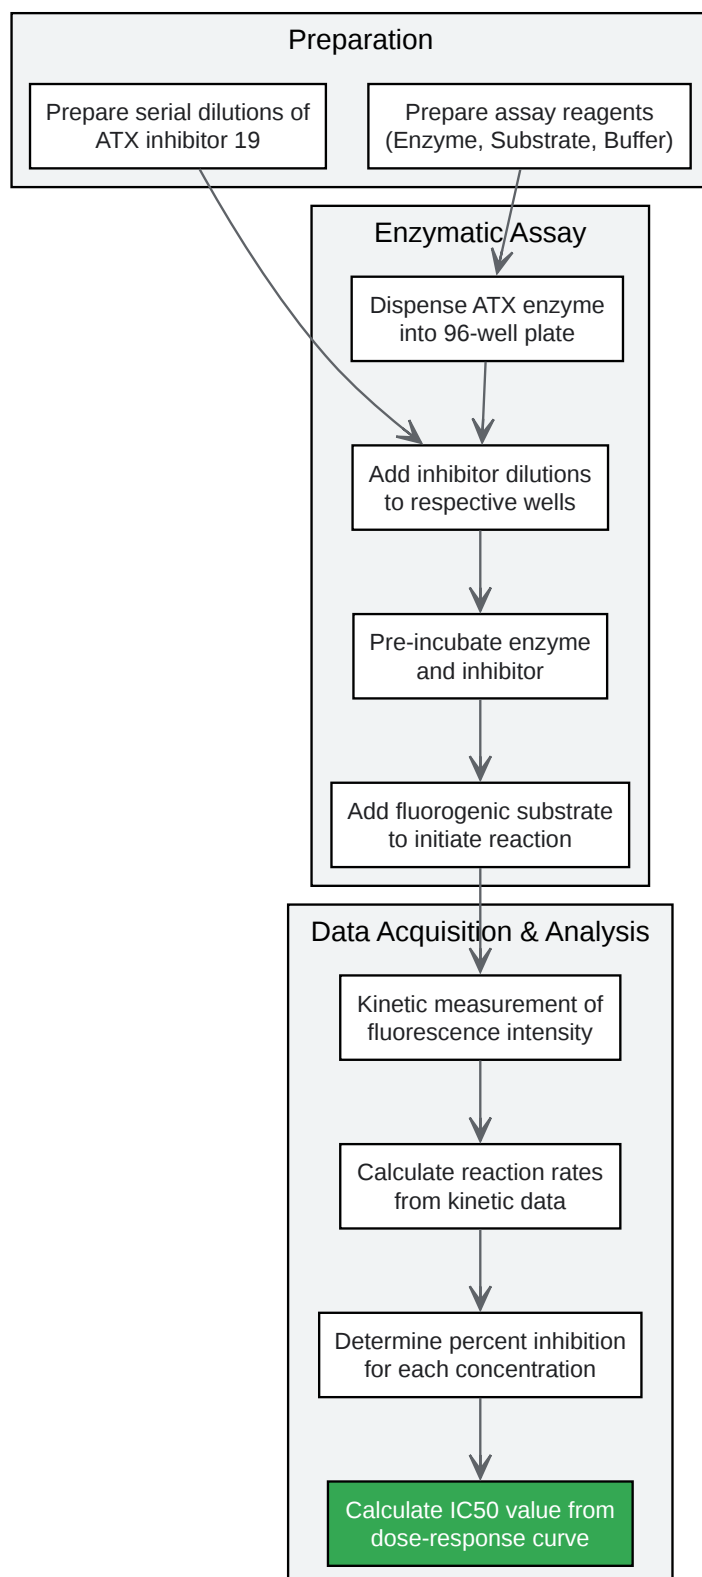 Preparation
Prepare serial dilutions of
ATX inhibitor 19
Prepare assay reagents
(Enzyme, Substrate, Buffer)
Enzymatic Assay
Dispense ATX enzyme
into 96-well plate
Add inhibitor dilutions
to respective wells
Pre-incubate enzyme
and inhibitor
Add fluorogenic substrate
to initiate reaction
Data Acquisition & Analysis
Kinetic measurement of
fluorescence intensity
Calculate reaction rates
from kinetic data
Determine percent inhibition
for each concentration
Calculate IC50 value from
dose-response curve